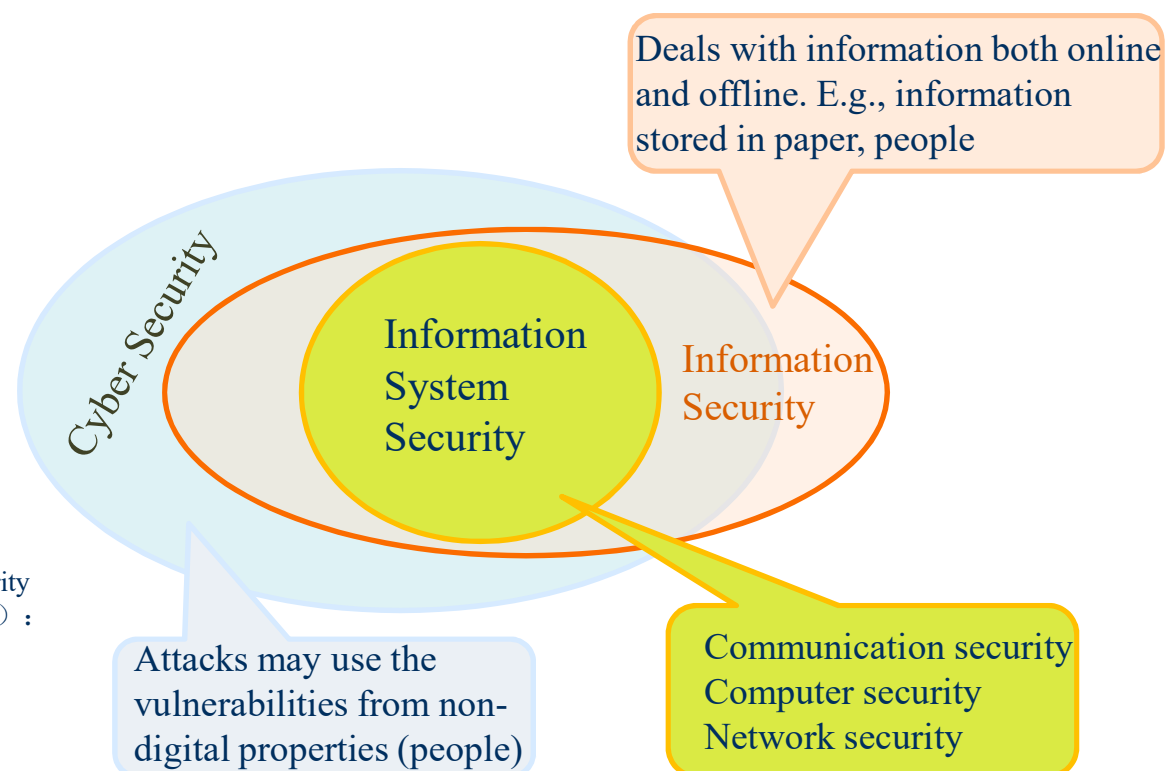 Deals with information both online
and offline. E.g., information
stored in paper, people
Cyber Security
Information
System
Security
Information
Security
rity
）：
Attacks may use the
vulnerabilities from non-
digital properties (people)
Communication security
Computer security
Network security